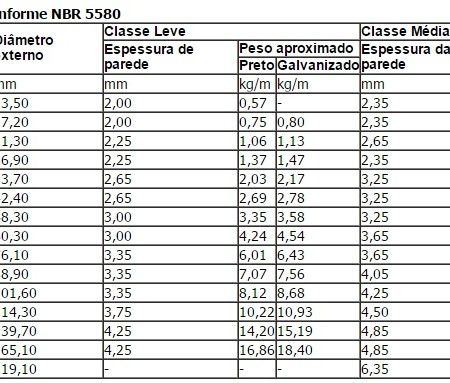 nforme NBR 5580
Diâmetro externo Classe Leve Classe Média
Espessura de parede Peso aproximado Espessura da parede
Preto Galvanizado
mm mm kg/m kg/m mm
3,50 2,00 0,57 - 2,35
7,20 2,00 0,75 0,80 2,35
1,30 2,25 1,06 1,13 2,65
6,90 2,25 1,37 1,47 2,35
3,70 2,65 2,03 2,17 3,25
2,40 2,65 2,69 2,78 3,25
8,30 3,00 3,35 3,58 3,25
0,30 3,00 4,24 4,54 3,65
6,10 3,35 6,01 6,43 3,65
8,90 3,35 7,07 7,56 4,05
01,60 3,35 8,12 8,68 4,25
14,30 3,75 10,22 10,93 4,50
39,70 4,25 14,20 15,19 4,85
65,10 4,25 16,86 18,40 4,85
19,10 - - - 6,35